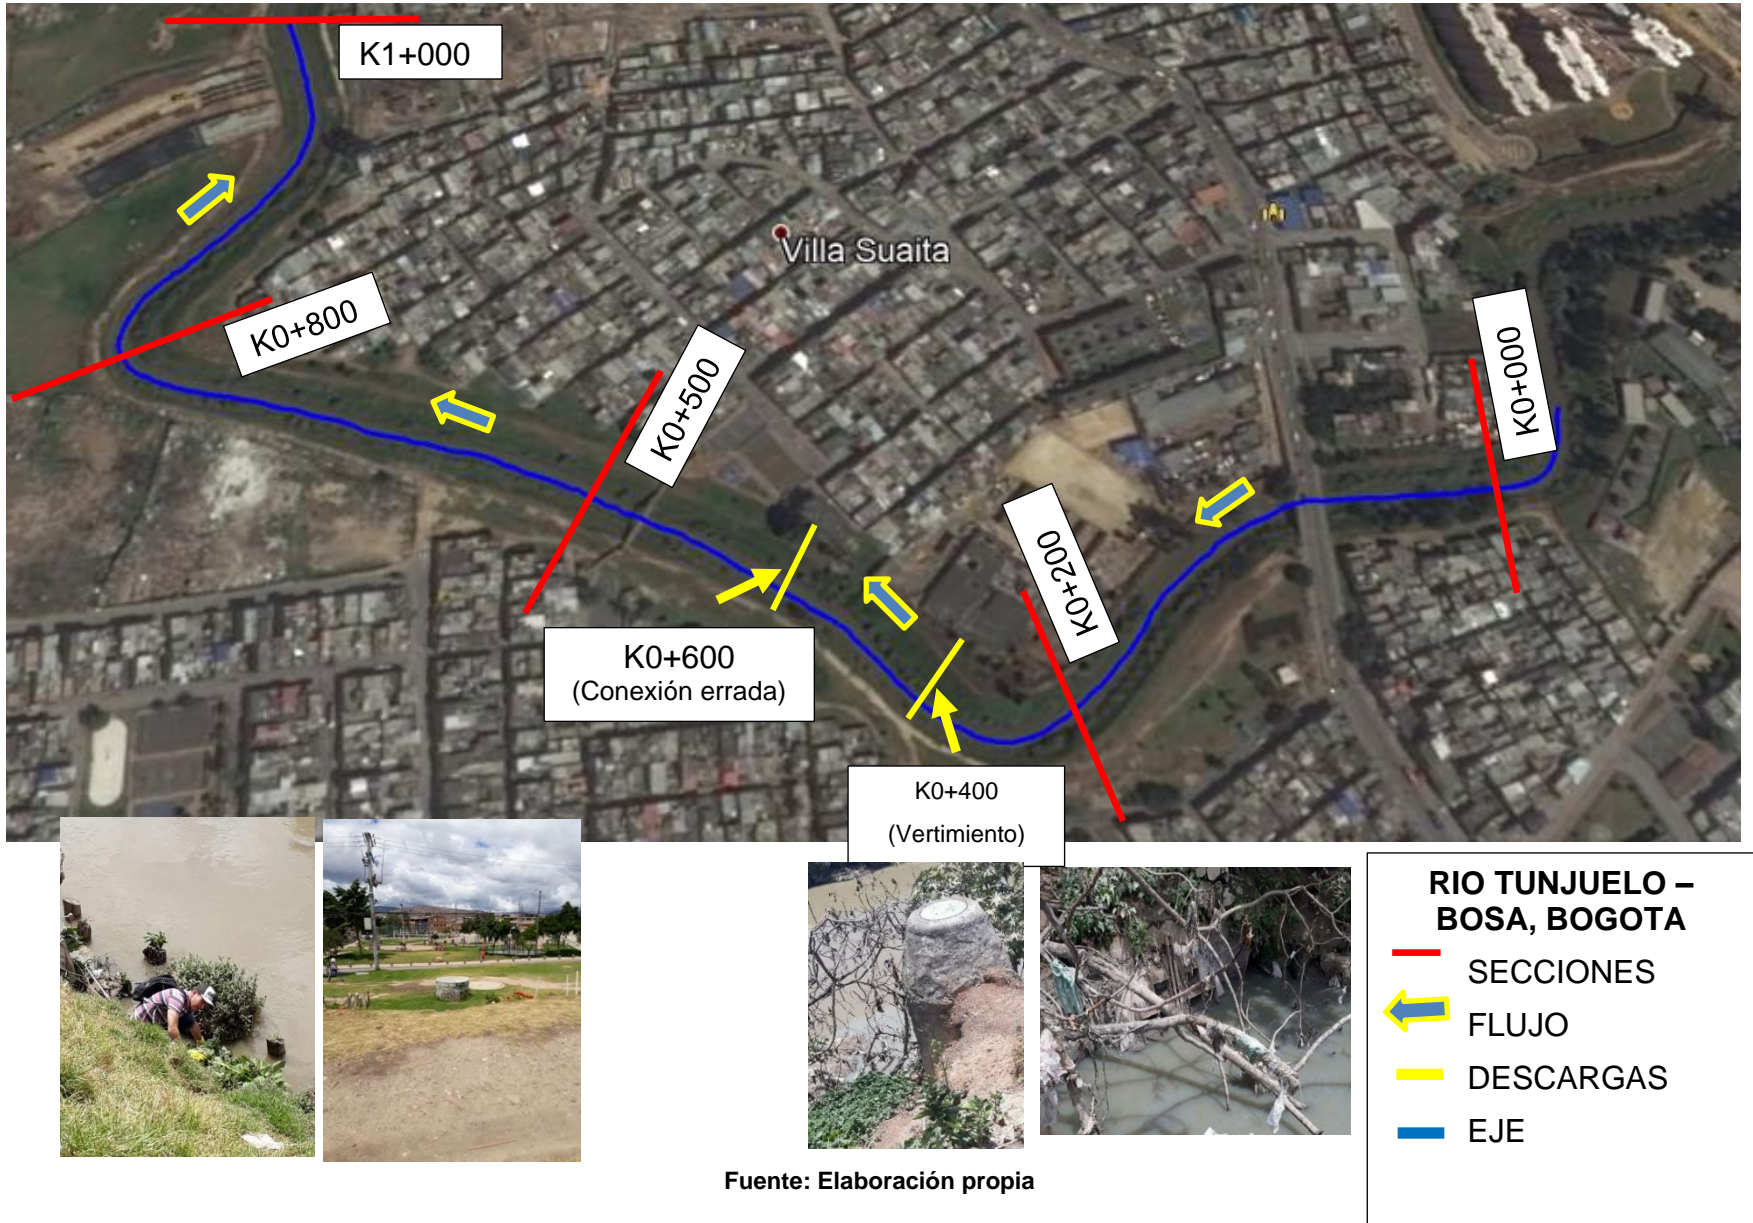 K1+000
Villa Suaita
K0+800
K0+500
K0+000
K0+200
K0+600
(Conexión errada)
K0+400
(Vertimiento)
RIO TUNJUELO –
BOSA, BOGOTA
SECCIONES
FLUJO
DESCARGAS
EJE
Fuente: Elaboración propia